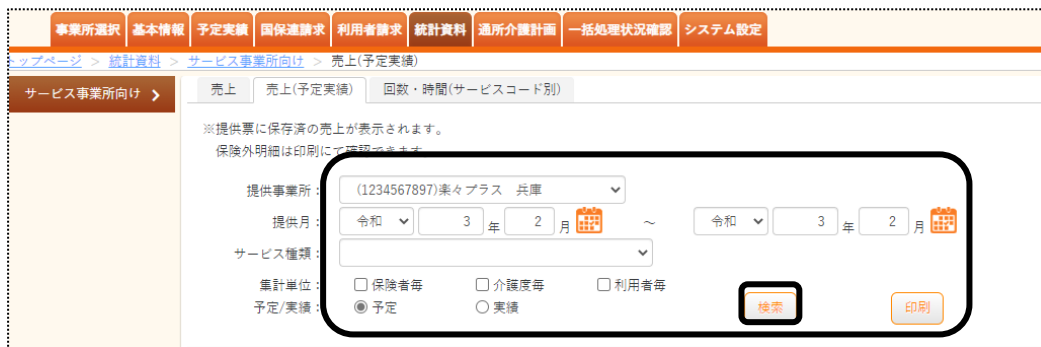 事業所選択 基本情報 予定実績 国保連請求 利用者請求 統計資料 通所介護計画 一括処理状況確認 システム設定
トップページ > 統計資料 > サービス事業所向け > 売上(予定実績)
サービス事業所向け
売上 売上(予定実績) 回数・時間(サービスコード別)
※提供票に保存済の売上が表示されます。
保険外明細は印刷にて確認できます。
提供事業所: (1234567897)楽々プラス 兵庫
提供月: 令和 3 年 2 月 ～ 令和 3 年 2 月
サービス種類:
集計単位: 保険者毎 介護度毎 利用者毎
予定/実績: 予定 実績 検索 印刷